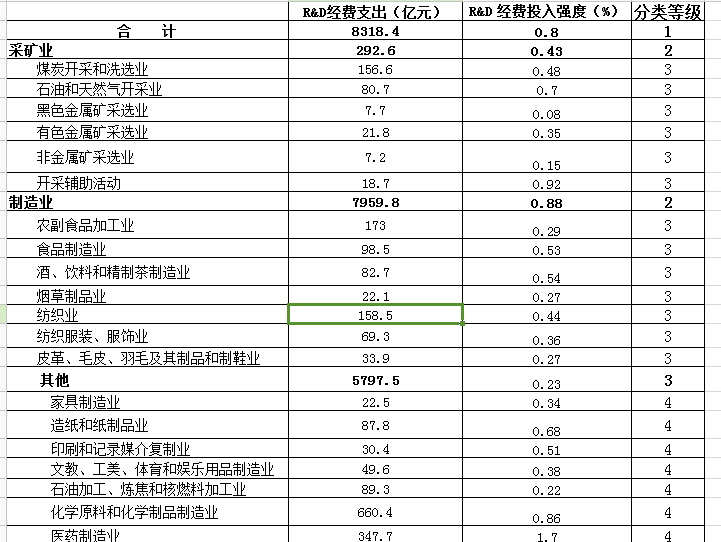 R&D经费支出（亿元） R&D 经费投入强度（%） 分类等级
合 计 8318.4 0.8 1
采矿业 292.6 0.43 2
煤炭开采和洗选业 156.6 0.48 3
石油和天然气开采业 80.7 0.7 3
黑色金属矿采选业 7.7 0.08 3
有色金属矿采选业 21.8 0.35 3
非金属矿采选业 7.2 0.15 3
开采辅助活动 18.7 0.92 3
制造业 7959.8 0.88 2
农副食品加工业 173 0.29 3
食品制造业 98.5 0.53 3
酒、饮料和精制茶制造业 82.7 0.54 3
烟草制品业 22.1 0.27 3
纺织业 158.5 0.44 3
纺织服装、服饰业 69.3 0.36 3
皮革、毛皮、羽毛及其制品和制鞋业 33.9 0.27 3
其他 5797.5 0.23 3
家具制造业 22.5 0.34 4
造纸和纸制品业 87.8 0.68 4
印刷和记录媒介复制业 30.4 0.51 4
文教、工美、体育和娱乐用品制造业 49.6 0.38 4
石油加工、炼焦和核燃料加工业 89.3 0.22 4
化学原料和化学制品制造业 660.4 0.86 4
医药制造业 347.7 1.7 4